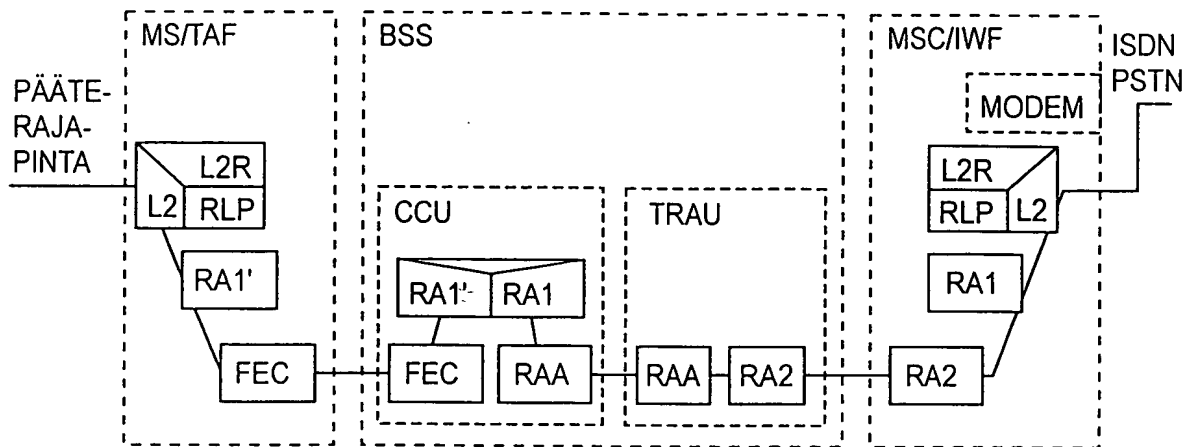 MS/TAF
BSS
MSC/IWF
ISDN
PSTN
PÄÄTE-
RAJA-
PINTA
MODEM
L2R
L2
RLP
CCU
TRAU
L2R
RLP
L2
RA1'
RA1'
RA1
RA1
FEC
FEC
RAA
RAA
RA2
RA2